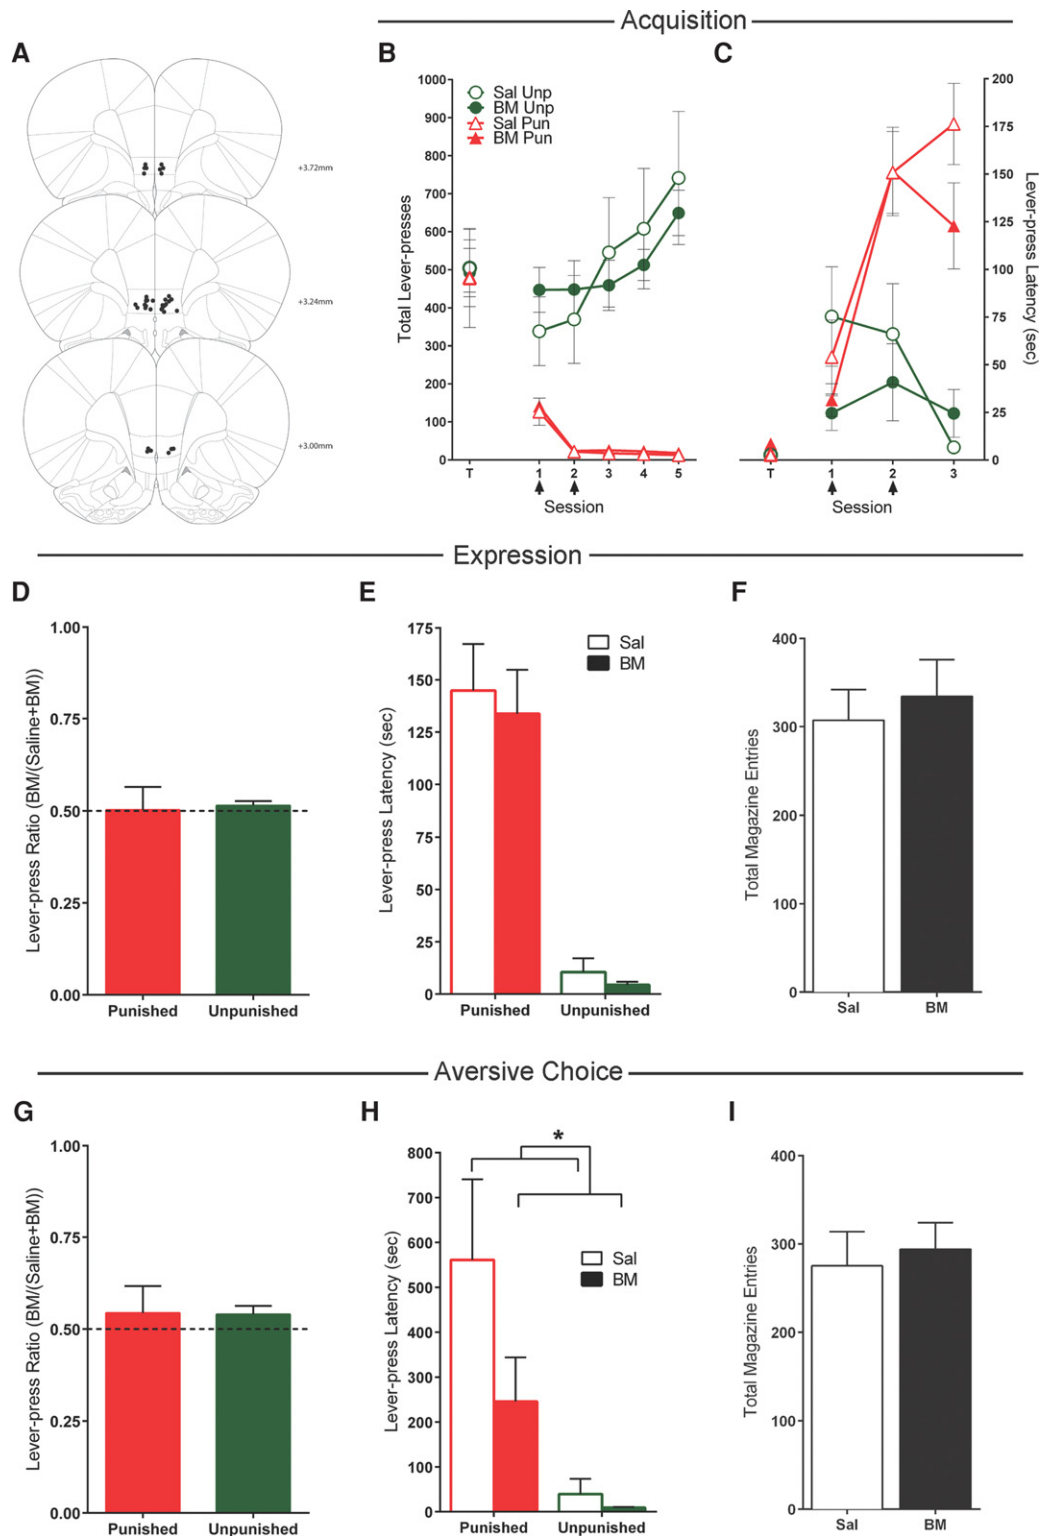 Acquisition
A
+3.72mm
+3.24mm
+3.00mm
B
Total Lever-presses
1000
900
800
700
600
500
400
300
200
100
0
Sal Unp
BM Unp
Sal Pun
BM Pun
T 1 2 3 4 5
Session
C
200
175
150
125
100
75
50
25
0
Lever-press Latency (sec)
T 1 2 3
Session
Expression
D
Lever-press Ratio (BM/(Saline+BM))
1.00
0.75
0.50
0.25
0.00
Punished Unpunished
E
Lever-press Latency (sec)
175
150
125
100
75
50
25
0
Sal
BM
Punished Unpunished
F
Total Magazine Entries
400
300
200
100
0
Sal BM
Aversive Choice
G
Lever-press Ratio (BM/(Saline+BM))
1.00
0.75
0.50
0.25
0.00
Punished Unpunished
H
Lever-press Latency (sec)
800
700
600
500
400
300
200
100
0
*
Sal
BM
Punished Unpunished
I
Total Magazine Entries
400
300
200
100
0
Sal BM